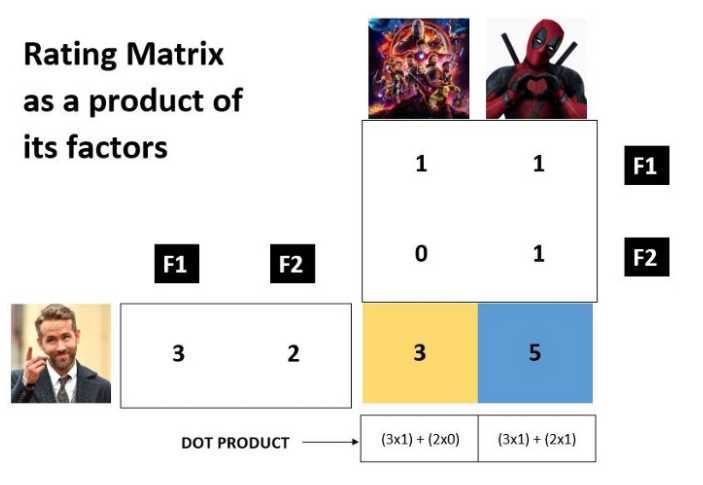 Rating Matrix
as a product of
its factors
1 1 F1
0 1 F2
F1 F2
3 2 3 5
DOT PRODUCT (3x1) + (2x0) (3x1) + (2x1)